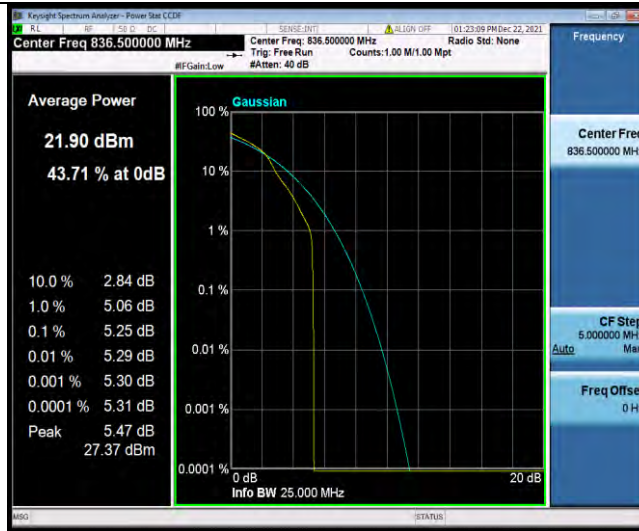 Keysight Spectrum Analyzer - Power Stat CCDF
RL RF 50 Ω DC SENSE:INT ALIGN OFF 01:23:09 PM Dec 22, 2021
Center Freq 836.500000 MHz
Center Freq: 836.500000 MHz Radio Std: None
Trig: Free Run Counts:1.00 M/1.00 Mpt
#IFGain:Low #Atten: 40 dB
Frequency
Average Power
21.90 dBm
43.71 % at 0dB
10.0 % 2.84 dB
1.0 % 5.06 dB
0.1 % 5.25 dB
0.01 % 5.29 dB
0.001 % 5.30 dB
0.0001 % 5.31 dB
Peak 5.47 dB
27.37 dBm
Gaussian
100 %
10 %
1 %
0.1 %
0.01 %
0.001 %
0.0001 %
0 dB 20 dB
Info BW 25.000 MHz
Center Fre
836.500000 MH
CF Step
5.000000 MH
Auto Ma
Freq Offse
0 H
MSG STATUS